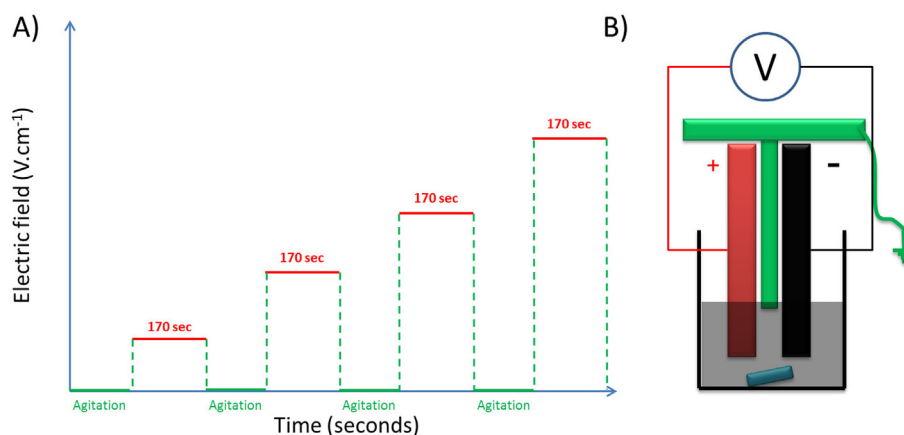 A)
B)
Electric field (V.cm-1)
170 sec
170 sec
170 sec
170 sec
Agitation
Agitation
Agitation
Agitation
Time (seconds)
V
+
-